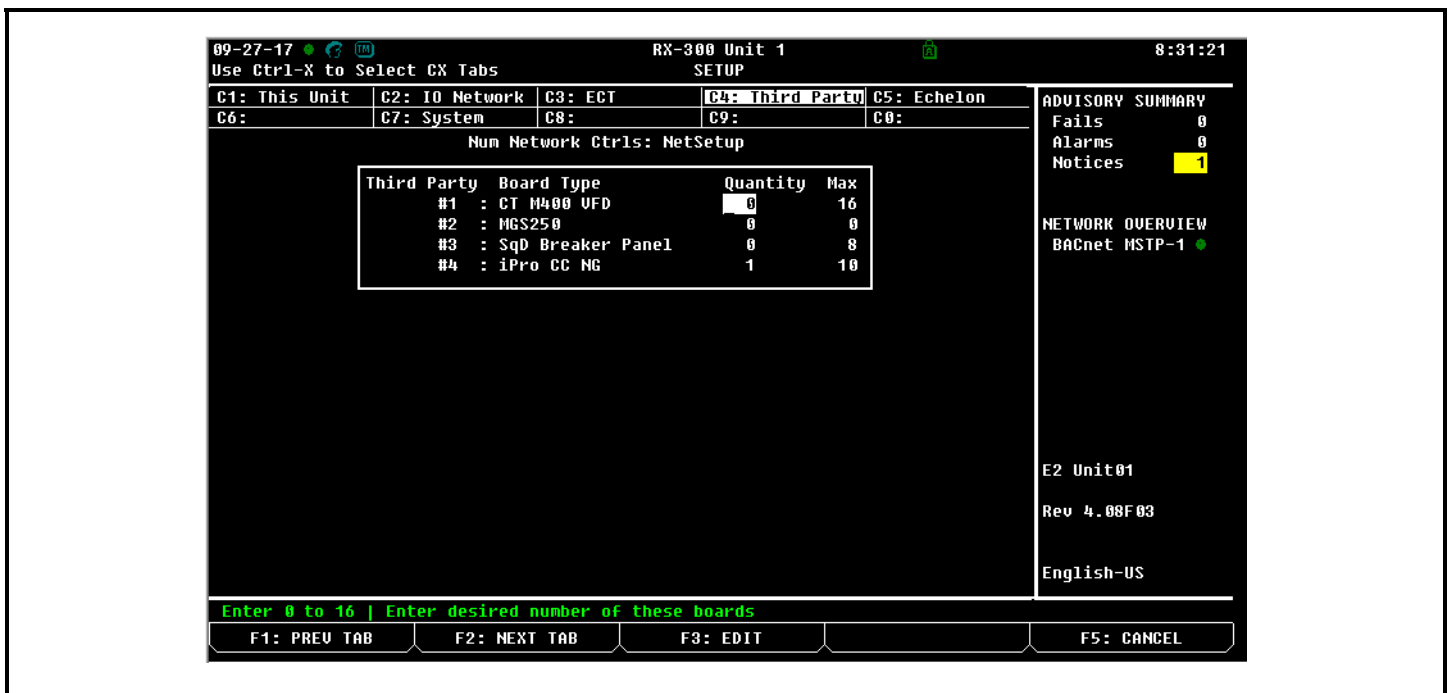 09-27-17 TM RX-300 Unit 1 8:31:21
Use Ctrl-X to Select CX Tabs SETUP
C1: This Unit C2: IO Network C3: ECT C4: Third Party C5: Echelon
C6: C7: System C8: C9: C0:
Num Network Ctrls: NetSetup
Third Party Board Type Quantity Max
#1 : CT M400 VFD 0 16
#2 : MGS250 0 0
#3 : SqD Breaker Panel 0 8
#4 : iPro CC NG 1 10
ADVISORY SUMMARY
Fails 0
Alarms 0
Notices 1
NETWORK OVERVIEW
BACnet MSTP-1
E2 Unit01
Rev 4.08F03
English-US
Enter 0 to 16 | Enter desired number of these boards
F1: PREV TAB F2: NEXT TAB F3: EDIT F5: CANCEL